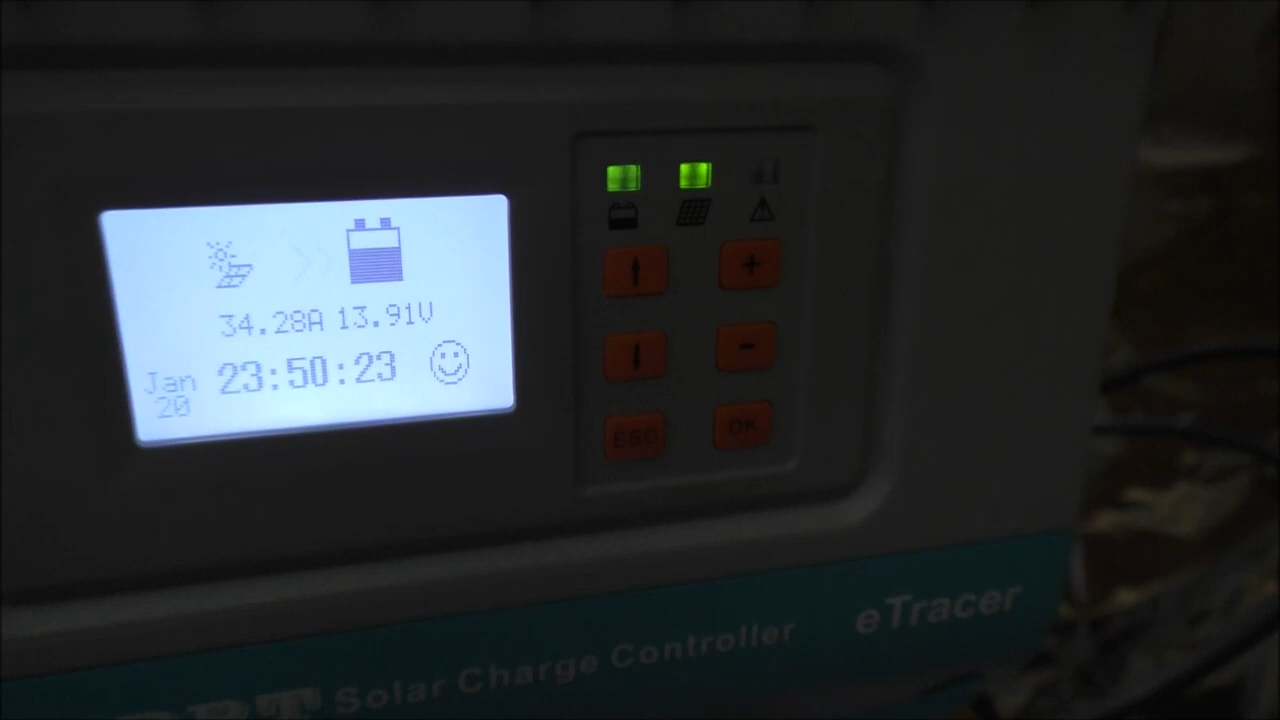 34.28A 13.91V
Jan 20 23:50:23
+
-
ESC OK
Solar Charge Controller eTracer